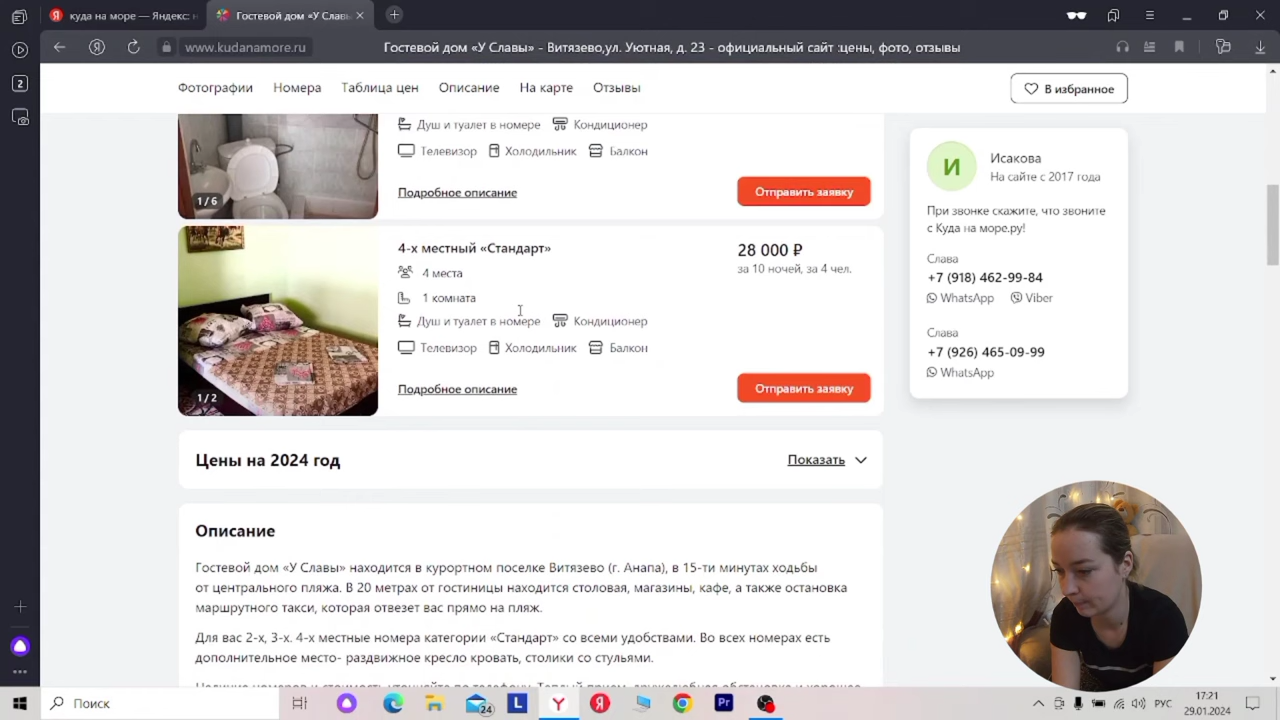 куда на море — Яндекс: н
Гостевой дом «У Славы
www.kudanamore.ru
Гостевой дом «У Славы» - Витязево,ул. Уютная, д. 23 - официальный сайт :цены, фото, отзывы
2
Фотографии
Номера
Таблица цен
Описание
На карте
Отзывы
В избранное
Душ и туалет в номере
Кондиционер
Телевизор
Холодильник
Балкон
1 / 6
Подробное описание
Отправить заявку
4-х местный «Стандарт»
28 000 ₽
за 10 ночей, за 4 чел.
4 места
1 комната
Душ и туалет в номере
Кондиционер
Телевизор
Холодильник
Балкон
1 / 2
Подробное описание
Отправить заявку
Цены на 2024 год
Показать
Описание
Гостевой дом «У Славы» находится в курортном поселке Витязево (г. Анапа), в 15-ти минутах ходьбы
от центрального пляжа. В 20 метрах от гостиницы находится столовая, магазины, кафе, а также остановка
маршрутного такси, которая отвезет вас прямо на пляж.
Для вас 2-х, 3-х. 4-х местные номера категории «Стандарт» со всеми удобствами. Во всех номерах есть
дополнительное место- раздвижное кресло кровать, столики со стульями.
И
Исакова
На сайте с 2017 года
При звонке скажите, что звоните
с Куда на море.ру!
Слава
+7 (918) 462-99-84
WhatsApp
Viber
Слава
+7 (926) 465-09-99
WhatsApp
Поиск
24
L
Y
Я
Pr
РУС
17:21
29.01.2024